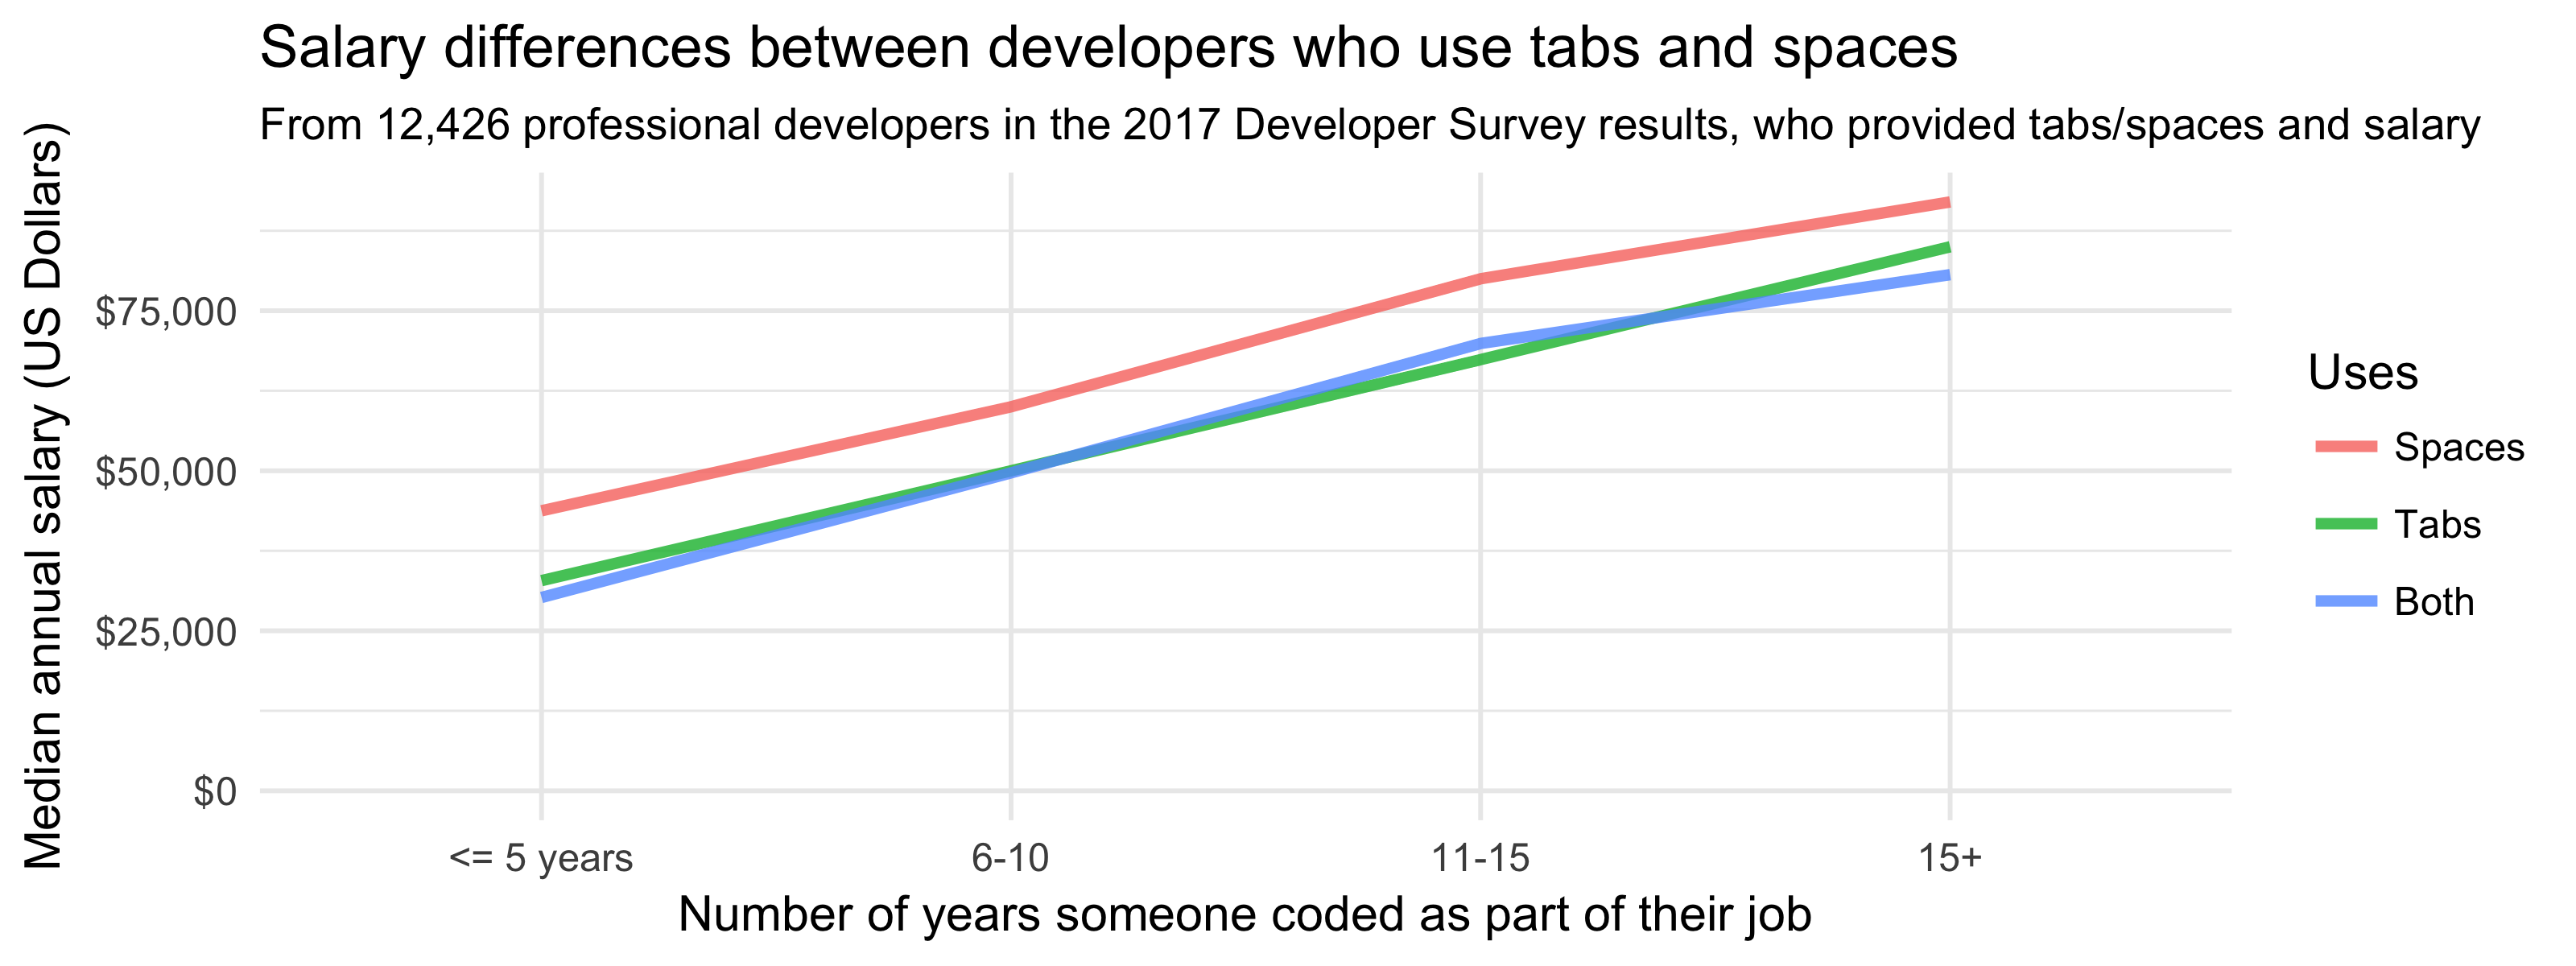 Salary differences between developers who use tabs and spaces
From 12,426 professional developers in the 2017 Developer Survey results, who provided tabs/spaces and salary
Median annual salary (US Dollars)
$75,000
$50,000
$25,000
$0
<= 5 years
6-10
11-15
15+
Number of years someone coded as part of their job
Uses
Spaces
Tabs
Both